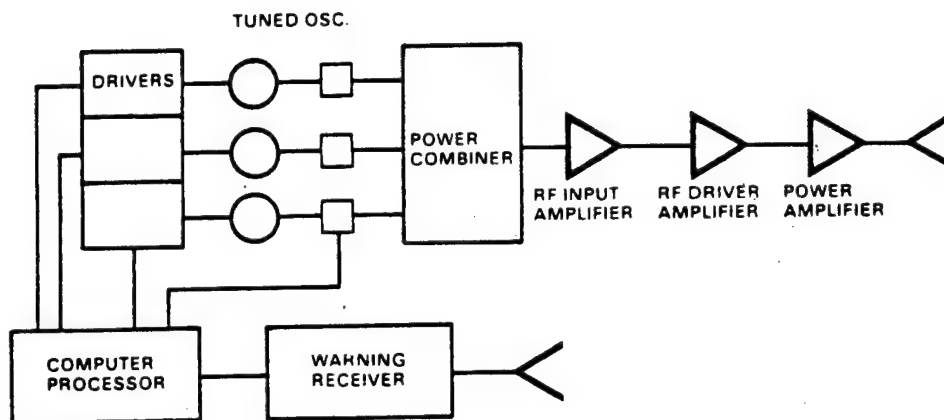 TUNED OSC.
DRIVERS
POWER
COMBINER
RF INPUT
AMPLIFIER
RF DRIVER
AMPLIFIER
POWER
AMPLIFIER
COMPUTER
PROCESSOR
WARNING
RECEIVER